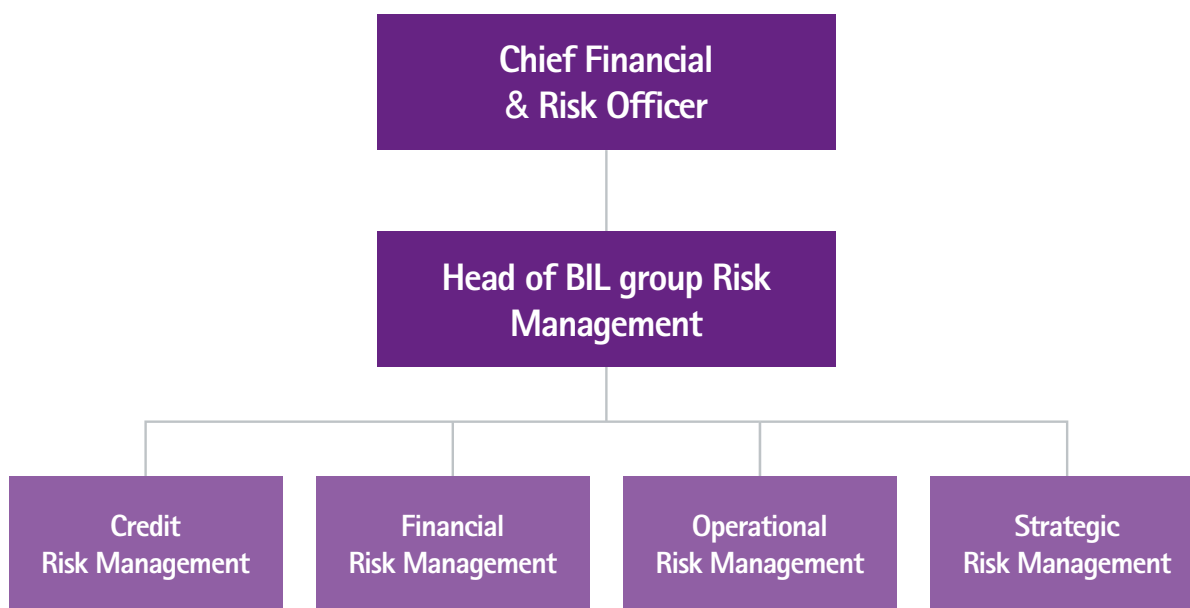 Chief Financial
& Risk Officer
Head of BIL group Risk
Management
Credit
Risk Management
Financial
Risk Management
Operational
Risk Management
Strategic
Risk Management